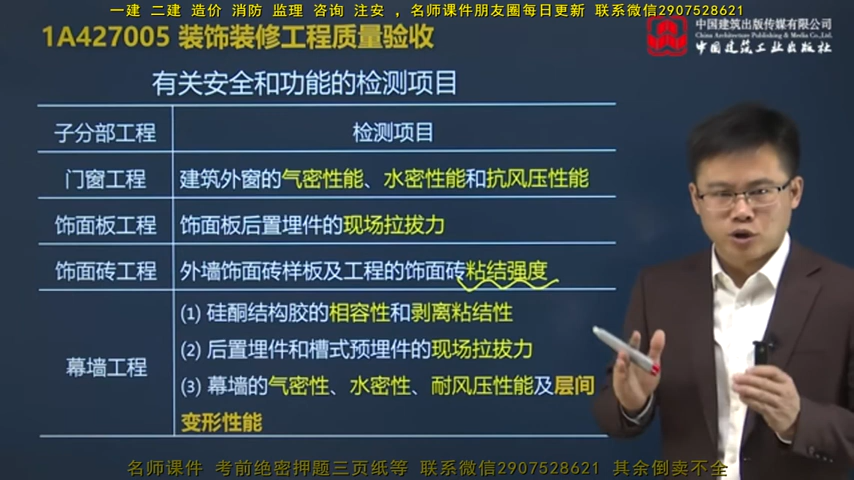 一建 二建 造价 消防 监理 咨询 注安 ，名师课件朋友圈每日更新 联系微信2907528621
1A427005 装饰装修工程质量验收
中国建筑出版传媒有限公司
China Architecture Publishing & Media Co.,Ltd.
中国建筑工业出版社
有关安全和功能的检测项目
子分部工程 检测项目
门窗工程 建筑外窗的气密性能、水密性能和抗风压性能
饰面板工程 饰面板后置埋件的现场拉拔力
饰面砖工程 外墙饰面砖样板及工程的饰面砖粘结强度
幕墙工程
(1) 硅酮结构胶的相容性和剥离粘结性
(2) 后置埋件和槽式预埋件的现场拉拔力
(3) 幕墙的气密性、水密性、耐风压性能及层间
变形性能
名师课件 考前绝密押题三页纸等 联系微信2907528621 其余倒卖不全